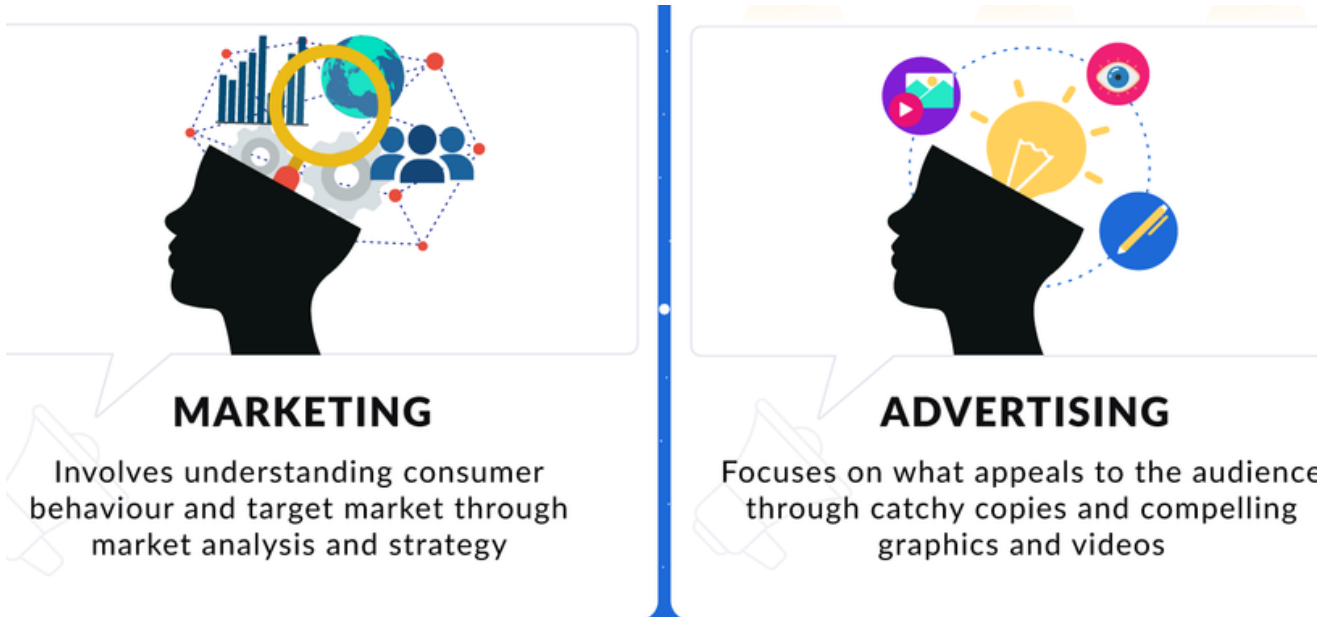 MARKETING
Involves understanding consumer
behaviour and target market through
market analysis and strategy
ADVERTISING
Focuses on what appeals to the audience
through catchy copies and compelling
graphics and videos